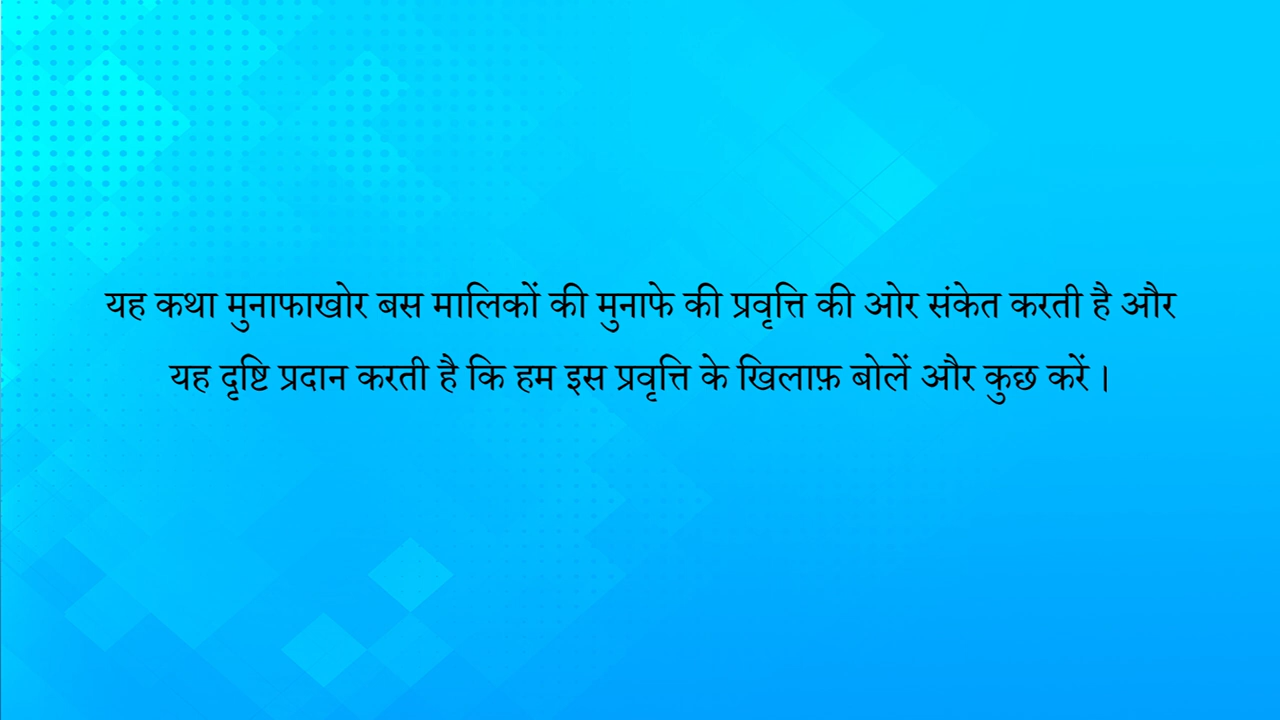 यह कथा मुनाफाखोर बस मालिकों की मुनाफे की प्रवृत्ति की ओर संकेत करती है और
यह दृष्टि प्रदान करती है कि हम इस प्रवृत्ति के खिलाफ़ बोलें और कुछ करें ।